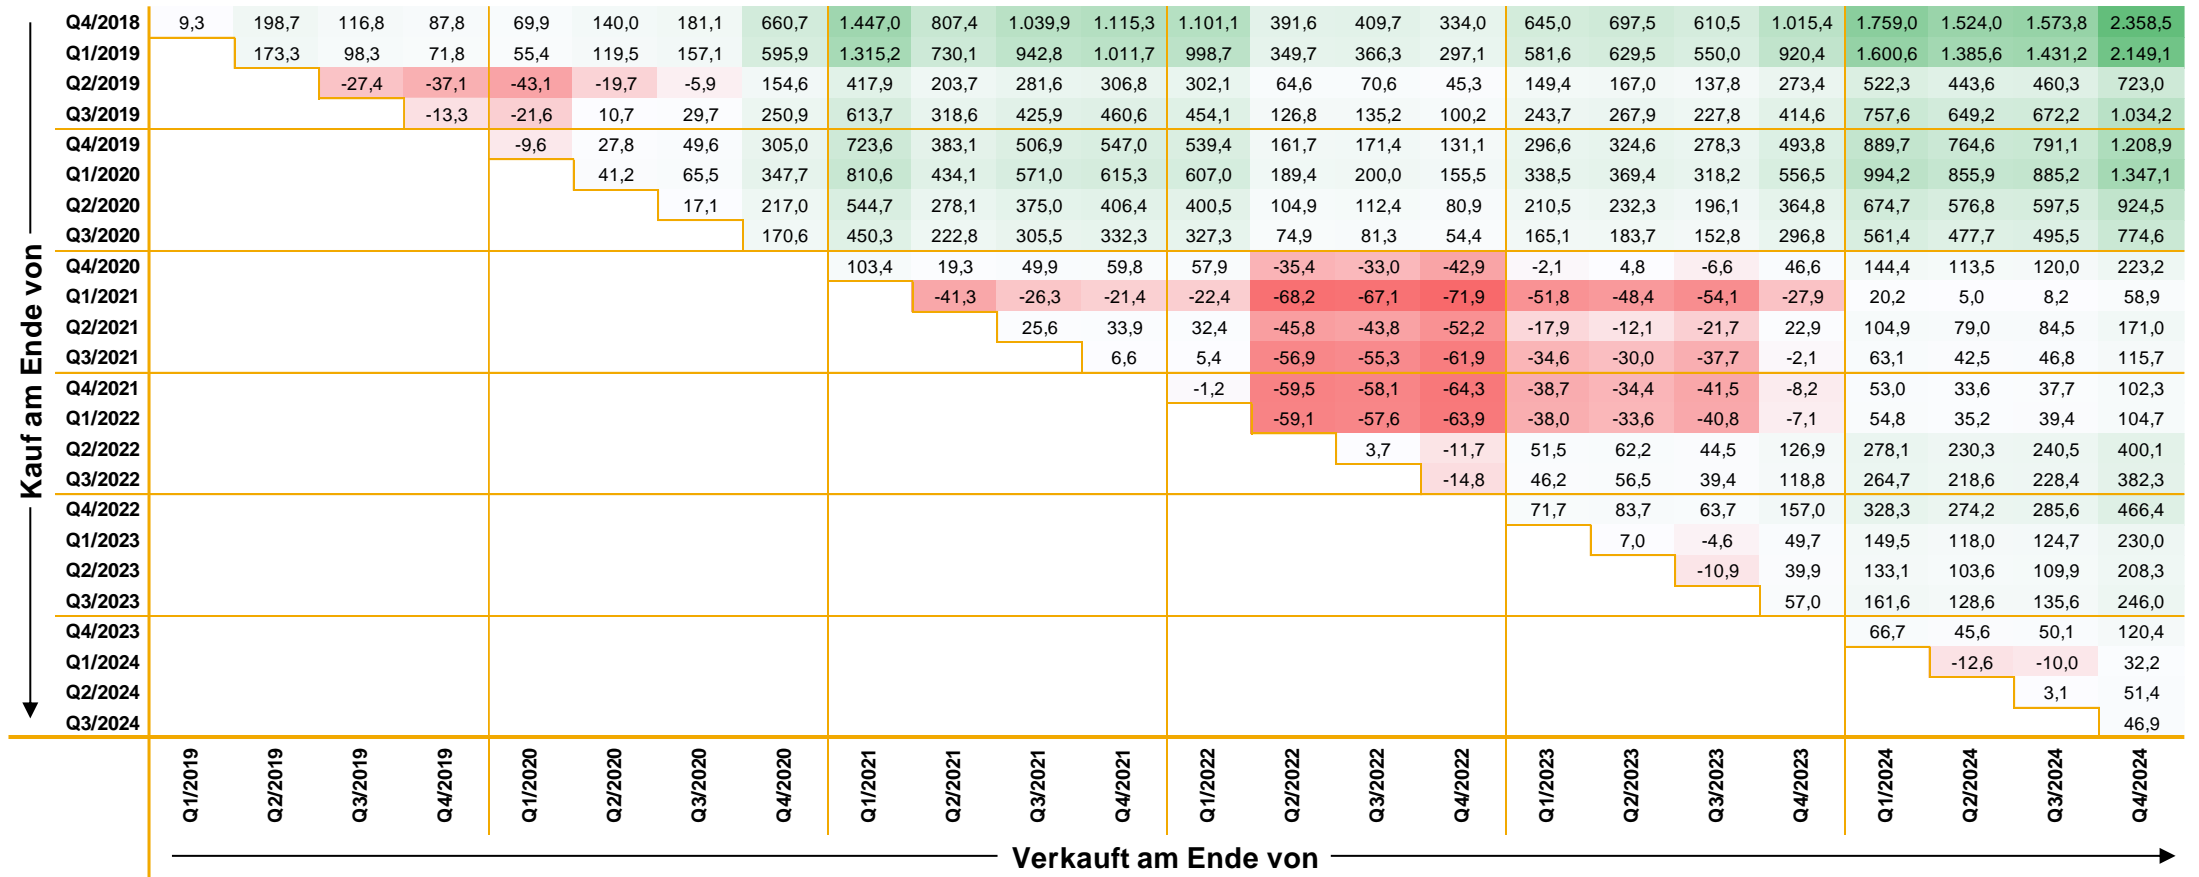 Q4/2018 9,3 198,7 116,8 87,8 69,9 140,0 181,1 660,7 1.447,0 807,4 1.039,9 1.115,3 1.101,1 391,6 409,7 334,0 645,0 697,5 610,5 1.015,4 1.759,0 1.524,0 1.573,8 2.358,5
Q1/2019 173,3 98,3 71,8 55,4 119,5 157,1 595,9 1.315,2 730,1 942,8 1.011,7 998,7 349,7 366,3 297,1 581,6 629,5 550,0 920,4 1.600,6 1.385,6 1.431,2 2.149,1
Q2/2019 -27,4 -37,1 -43,1 -19,7 -5,9 154,6 417,9 203,7 281,6 306,8 302,1 64,6 70,6 45,3 149,4 167,0 137,8 273,4 522,3 443,6 460,3 723,0
Q3/2019 -13,3 -21,6 10,7 29,7 250,9 613,7 318,6 425,9 460,6 454,1 126,8 135,2 100,2 243,7 267,9 227,8 414,6 757,6 649,2 672,2 1.034,2
Q4/2019 -9,6 27,8 49,6 305,0 723,6 383,1 506,9 547,0 539,4 161,7 171,4 131,1 296,6 324,6 278,3 493,8 889,7 764,6 791,1 1.208,9
Q1/2020 41,2 65,5 347,7 810,6 434,1 571,0 615,3 607,0 189,4 200,0 155,5 338,5 369,4 318,2 556,5 994,2 855,9 885,2 1.347,1
Q2/2020 17,1 217,0 544,7 278,1 375,0 406,4 400,5 104,9 112,4 80,9 210,5 232,3 196,1 364,8 674,7 576,8 597,5 924,5
Q3/2020 170,6 450,3 222,8 305,5 332,3 327,3 74,9 81,3 54,4 165,1 183,7 152,8 296,8 561,4 477,7 495,5 774,6
Q4/2020 103,4 19,3 49,9 59,8 57,9 -35,4 -33,0 -42,9 -2,1 4,8 -6,6 46,6 144,4 113,5 120,0 223,2
Q1/2021 -41,3 -26,3 -21,4 -22,4 -68,2 -67,1 -71,9 -51,8 -48,4 -54,1 -27,9 20,2 5,0 8,2 58,9
Q2/2021 25,6 33,9 32,4 -45,8 -43,8 -52,2 -17,9 -12,1 -21,7 22,9 104,9 79,0 84,5 171,0
Q3/2021 6,6 5,4 -56,9 -55,3 -61,9 -34,6 -30,0 -37,7 -2,1 63,1 42,5 46,8 115,7
Q4/2021 -1,2 -59,5 -58,1 -64,3 -38,7 -34,4 -41,5 -8,2 53,0 33,6 37,7 102,3
Q1/2022 -59,1 -57,6 -63,9 -38,0 -33,6 -40,8 -7,1 54,8 35,2 39,4 104,7
Q2/2022 3,7 -11,7 51,5 62,2 44,5 126,9 278,1 230,3 240,5 400,1
Q3/2022 -14,8 46,2 56,5 39,4 118,8 264,7 218,6 228,4 382,3
Q4/2022 71,7 83,7 63,7 157,0 328,3 274,2 285,6 466,4
Q1/2023 7,0 -4,6 49,7 149,5 118,0 124,7 230,0
Q2/2023 -10,9 39,9 133,1 103,6 109,9 208,3
Q3/2023 57,0 161,6 128,6 135,6 246,0
Q4/2023 66,7 45,6 50,1 120,4
Q1/2024 -12,6 -10,0 32,2
Q2/2024 3,1 51,4
Q3/2024 46,9
Kauf am Ende von
Q1/2019 Q2/2019 Q3/2019 Q4/2019 Q1/2020 Q2/2020 Q3/2020 Q4/2020 Q1/2021 Q2/2021 Q3/2021 Q4/2021 Q1/2022 Q2/2022 Q3/2022 Q4/2022 Q1/2023 Q2/2023 Q3/2023 Q4/2023 Q1/2024 Q2/2024 Q3/2024 Q4/2024
Verkauft am Ende von